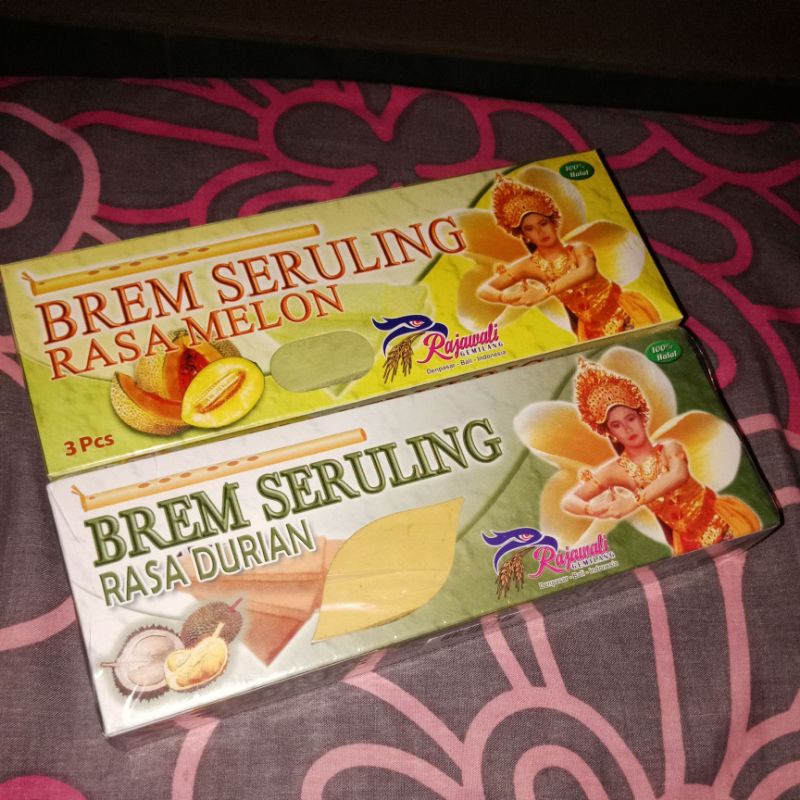 100%
Halal
BREM SERULING
RASA MELON
Rajawali
GEMILANG
Denpasar - Bali - Indonesia
3 Pcs
100%
Halal
BREM SERULING
RASA DURIAN
Rajawali
GEMILANG
Denpasar - Bali - Indonesia